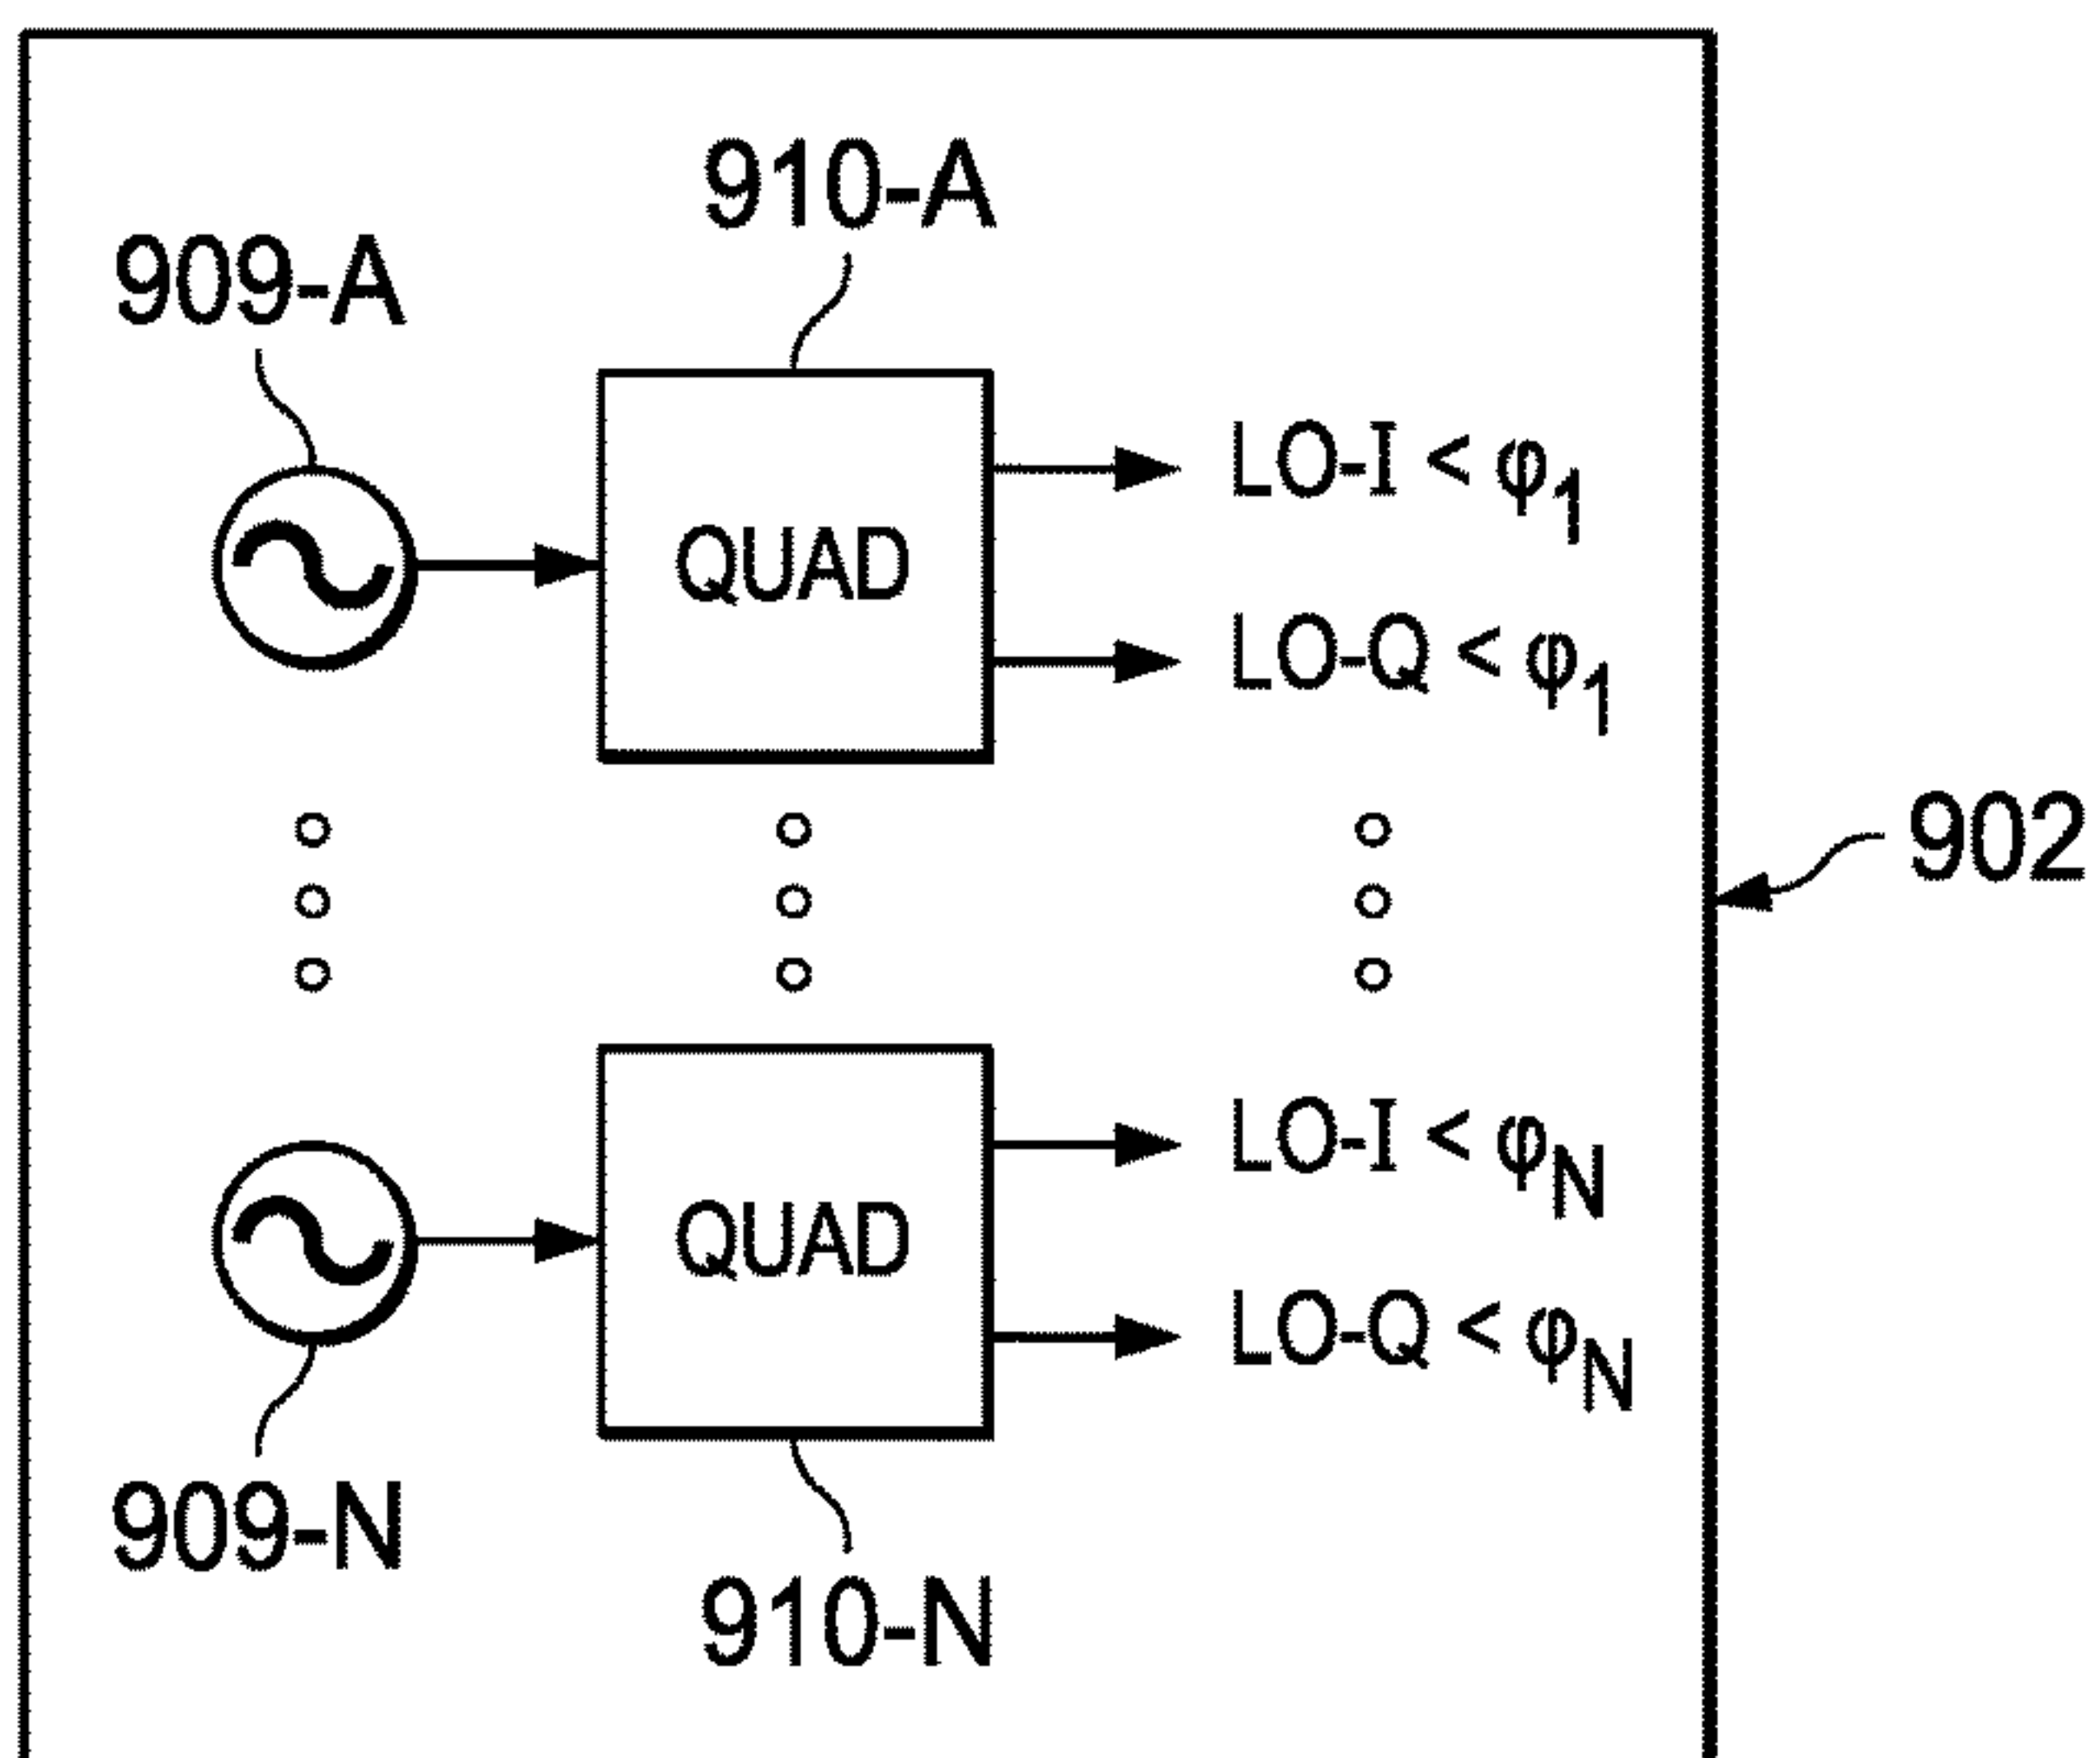 910-A
909-A
LO-I < φ1
QUAD
LO-Q < φ1
902
LO-I < φN
QUAD
LO-Q < φN
909-N
910-N